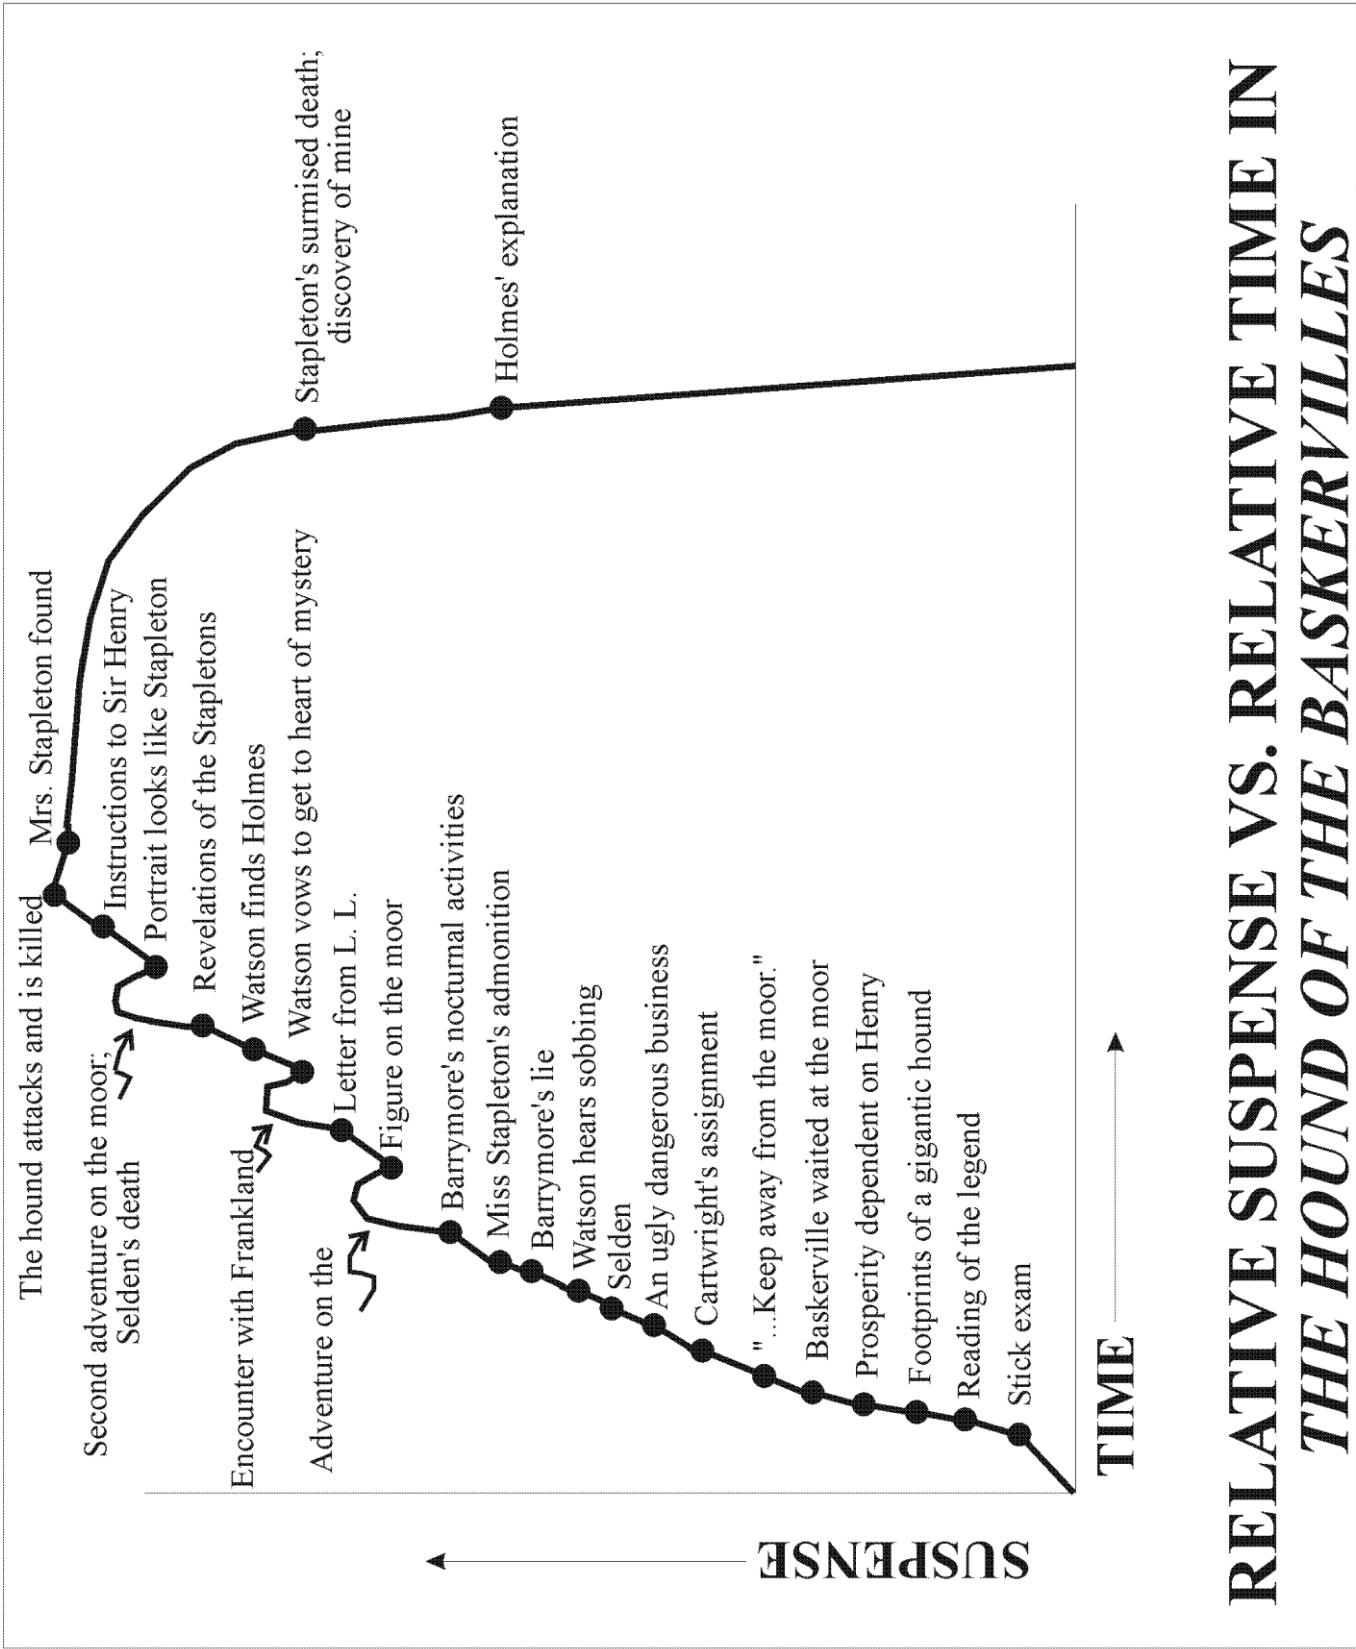 The hound attacks and is killed
Mrs. Stapleton found
Second adventure on the moor;
Selden's death
Instructions to Sir Henry
Portrait looks like Stapleton
Revelations of the Stapletons
Encounter with Frankland
Watson finds Holmes
Watson vows to get to heart of mystery
Adventure on the
Letter from L. L.
Figure on the moor
Stapleton's surmised death;
discovery of mine
Barrymore's nocturnal activities
Miss Stapleton's admonition
Holmes' explanation
Barrymore's lie
Watson hears sobbing
Selden
An ugly dangerous business
Cartwright's assignment
"...Keep away from the moor."
Baskerville waited at the moor
Prosperity dependent on Henry
Footprints of a gigantic hound
Reading of the legend
Stick exam
SUSPENSE
TIME
RELATIVE SUSPENSE VS. RELATIVE TIME IN
THE HOUND OF THE BASKERVILLES